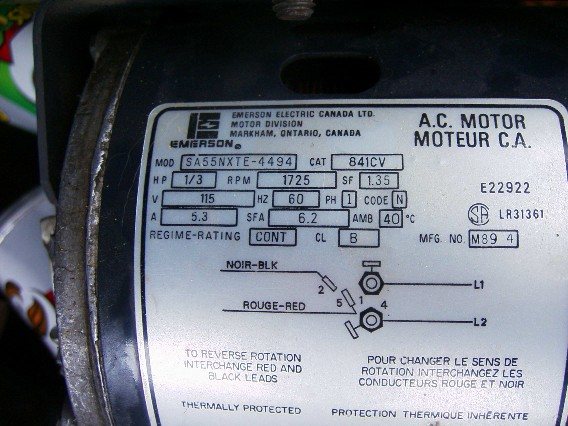 EMERSON
EMERSON ELECTRIC CANADA LTD.
MOTOR DIVISION
MARKHAM, ONTARIO, CANADA
A.C. MOTOR
MOTEUR C.A.
MOD SA55NXTE-4494 CAT 841CV
HP 1/3 RPM 1725 SF 1.35
V 115 HZ 60 PH 1 CODE N
A 5.3 SFA 6.2 AMB 40 °C
REGIME-RATING CONT CL B
E22922
SA LR31361
MFG. NO. M89 4
NOIR-BLK
2
ROUGE-RED
5 1 4
L1
L2
TO REVERSE ROTATION
INTERCHANGE RED AND
BLACK LEADS
THERMALLY PROTECTED
POUR CHANGER LE SENS DE
ROTATION INTERCHANGEZ LES
CONDUCTEURS ROUGE ET NOIR
PROTECTION THERMIQUE INHÉRENTE